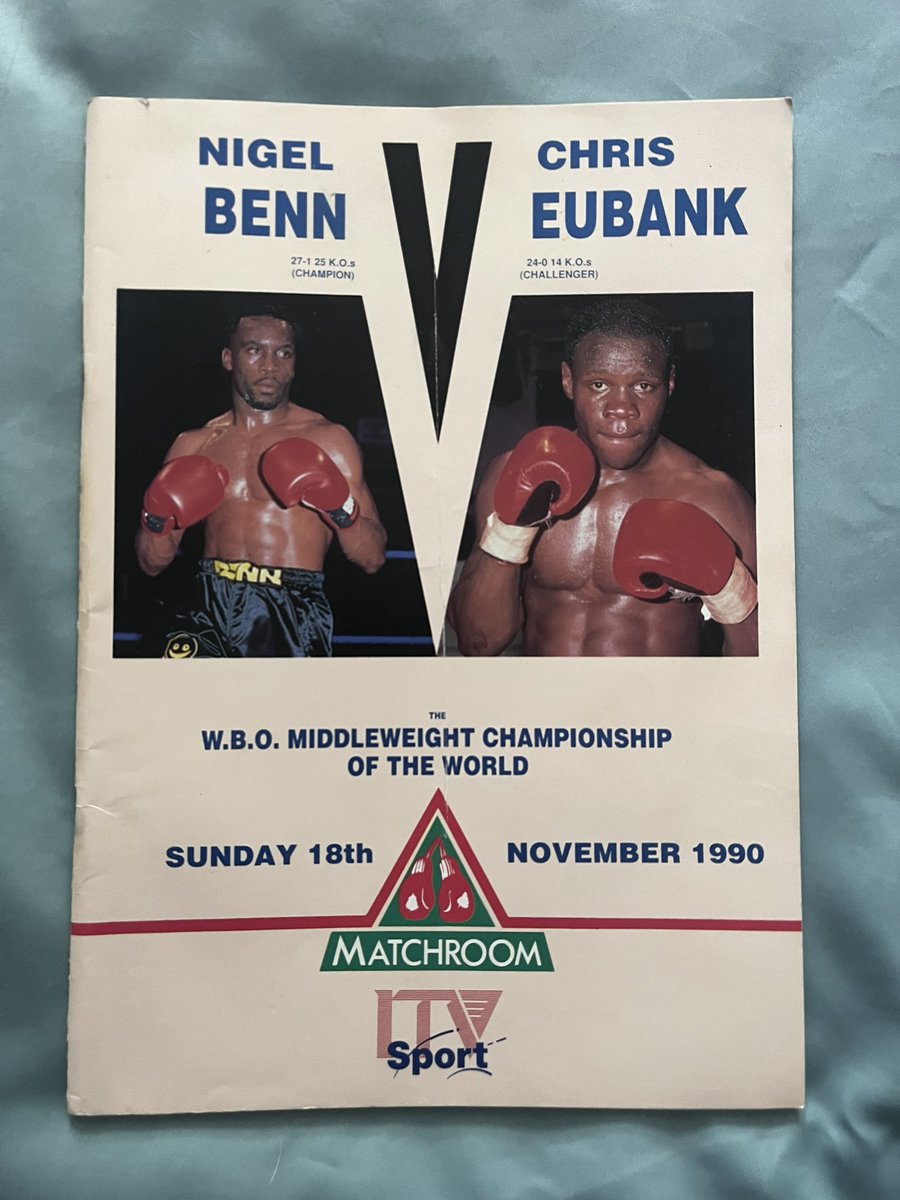 NIGEL
BENN
27-1 25 K.O.s
(CHAMPION)
V
CHRIS
EUBANK
24-0 14 K.O.s
(CHALLENGER)
BENN
THE
W.B.O. MIDDLEWEIGHT CHAMPIONSHIP
OF THE WORLD
SUNDAY 18th NOVEMBER 1990
MATCHROOM
ITV
Sport